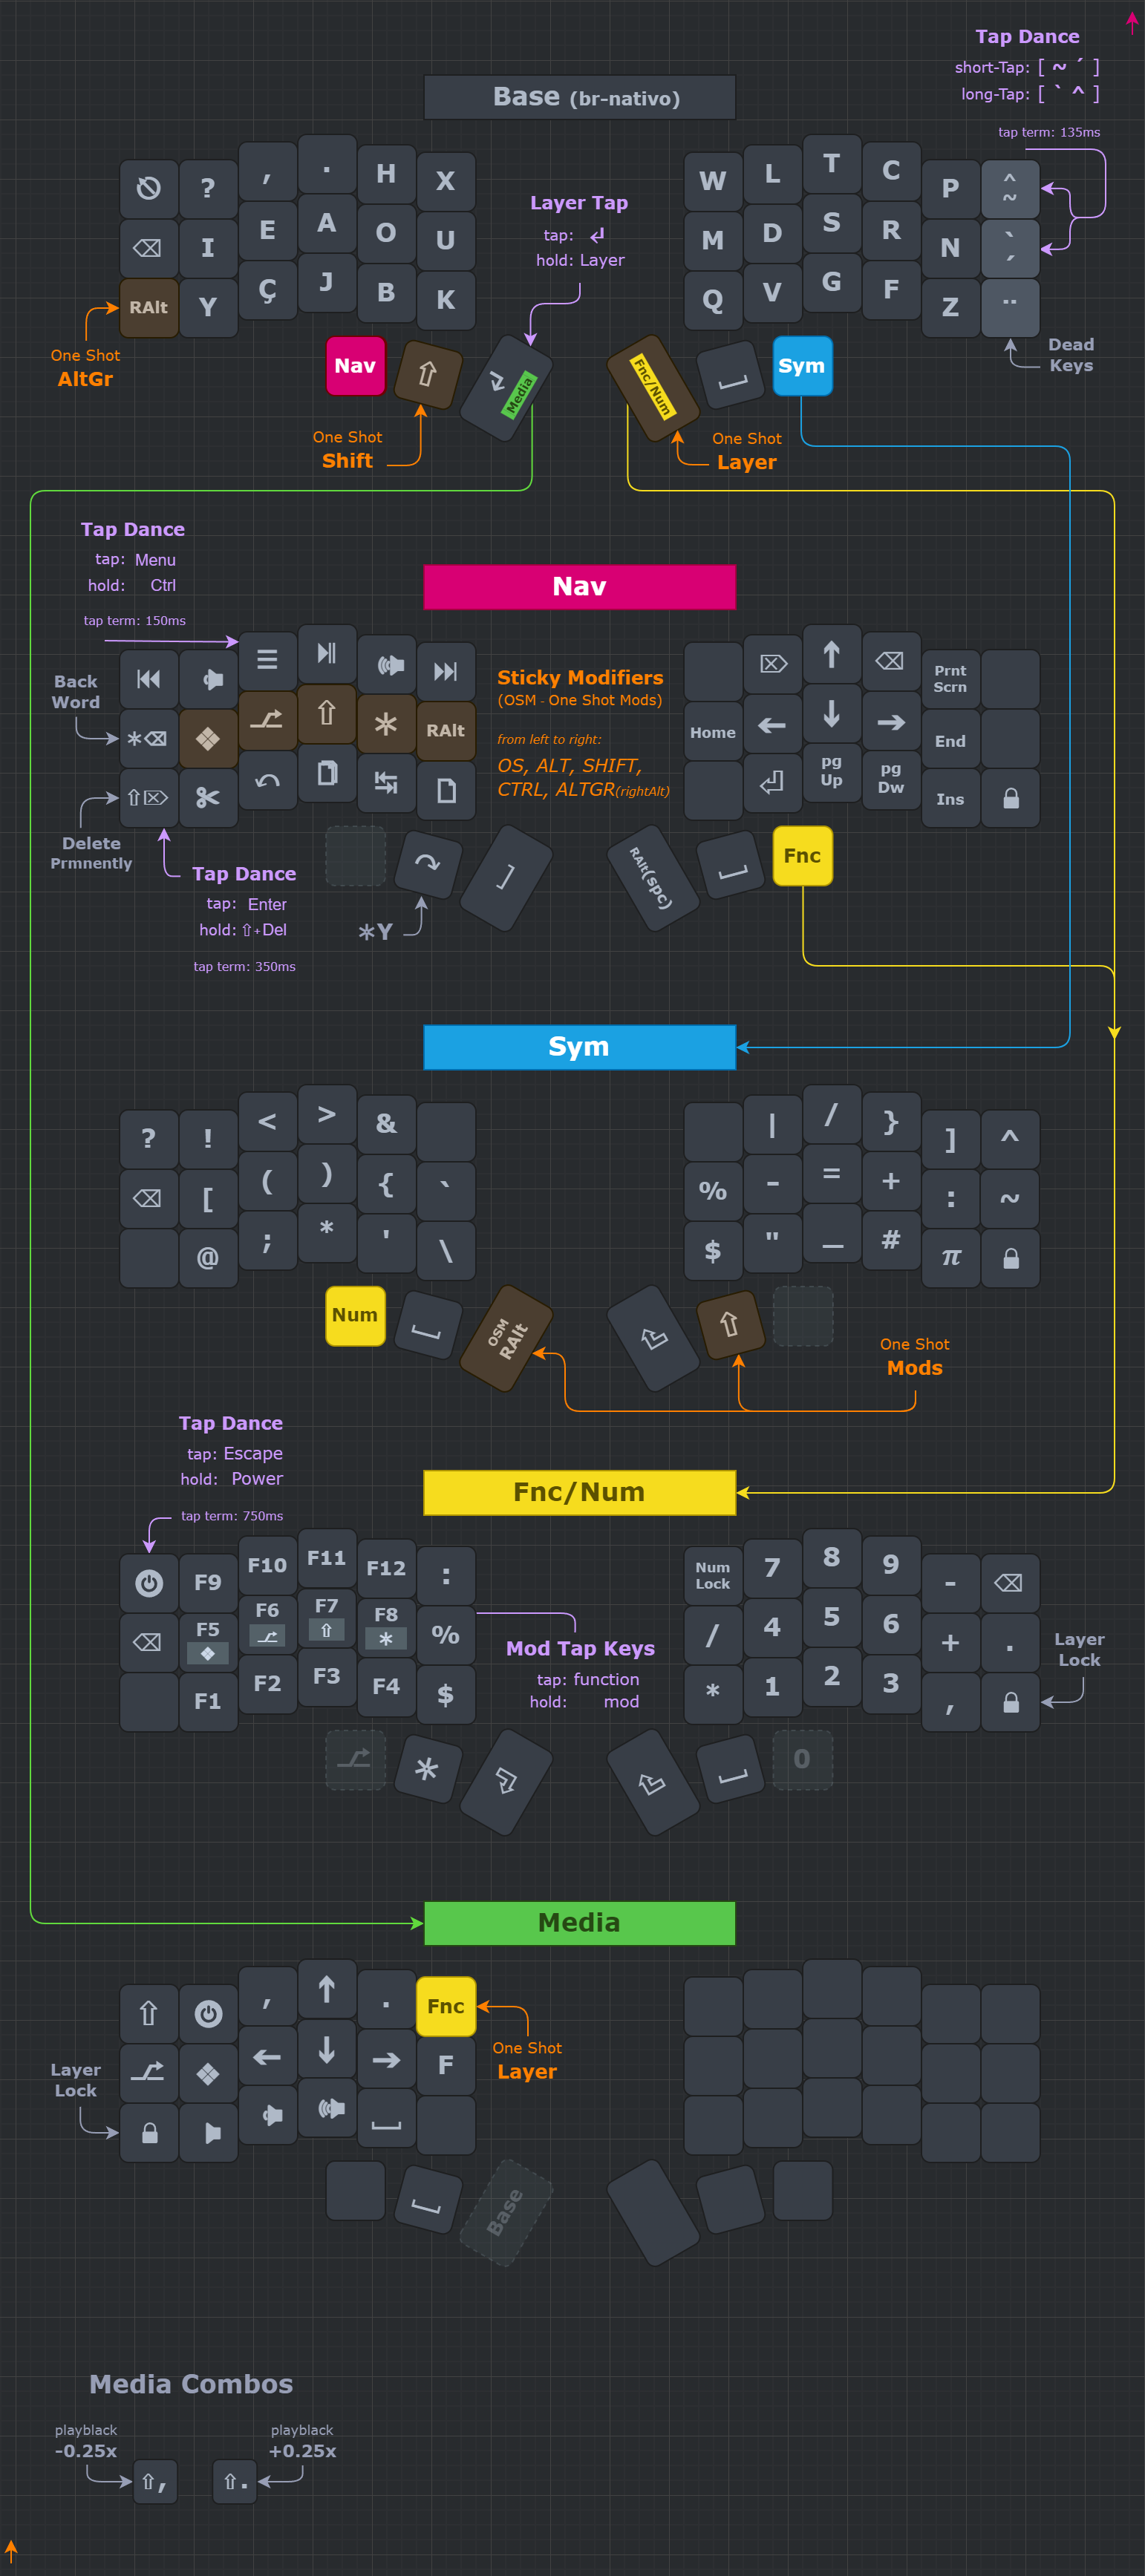 Tap Dance
short-Tap: [ ~ ´ ]
long-Tap: [ ` ^ ]
tap term: 135ms
Base (br-nativo)
? , . H X
W L T C P ^ ~
I E A O U
M D S R N ` ´
RAlt Y Ç J B K
Q V G F Z ¨
Layer Tap
tap: ↵
hold: Layer
One Shot
AltGr
Nav ⇧ Media
Fnc/Num Sym
Dead
Keys
One Shot
Shift
One Shot
Layer
Tap Dance
tap: Menu
hold: Ctrl
tap term: 150ms
Nav
Back
Word
Sticky Modifiers
(OSM - One Shot Mods)
from left to right:
OS, ALT, SHIFT,
CTRL, ALTGR(rightAlt)
⌦ ↑ ⌫ Prnt Scrn
*⌫ ❖ ⇧ * RAlt
Home ← ↓ → End
⇧⌦
pg Up pg Dw Ins
Delete
Prmnently
]
RAlt(spc) Fnc
Tap Dance
tap: Enter
hold: ⇧+Del
tap term: 350ms
*Y
Sym
? ! < > &
| / } ] ^
⌫ [ ( ) { `
% - = + : ~
@ ; * ' \
$ " _ # π
Num OSM RAlt ⇧
One Shot
Mods
Tap Dance
tap: Escape
hold: Power
tap term: 750ms
Fnc/Num
F9 F10 F11 F12 :
Num Lock 7 8 9 - ⌫
⌫ F5 ❖ F6 F7 ⇧ F8 * %
/ 4 5 6 + .
F1 F2 F3 F4 $
* 1 2 3 ,
Mod Tap Keys
tap: function
hold: mod
Layer
Lock
*
0
Media
⇧ , ↑ . Fnc
❖ ← ↓ → F
One Shot
Layer
Layer
Lock
Base
Media Combos
playblack
-0.25x
playblack
+0.25x
⇧, ⇧.